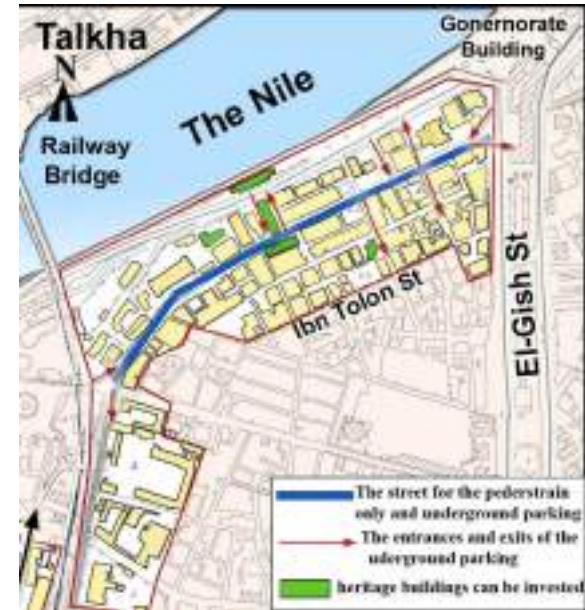 Talkha
N
Railway
Bridge
The Nile
Gonernorate
Building
El-Gish St
Ibn Tolon St
The street for the pederstrain
only and underground parking
The entrances and exits of the
uderground parking
heritage buildings can be invested